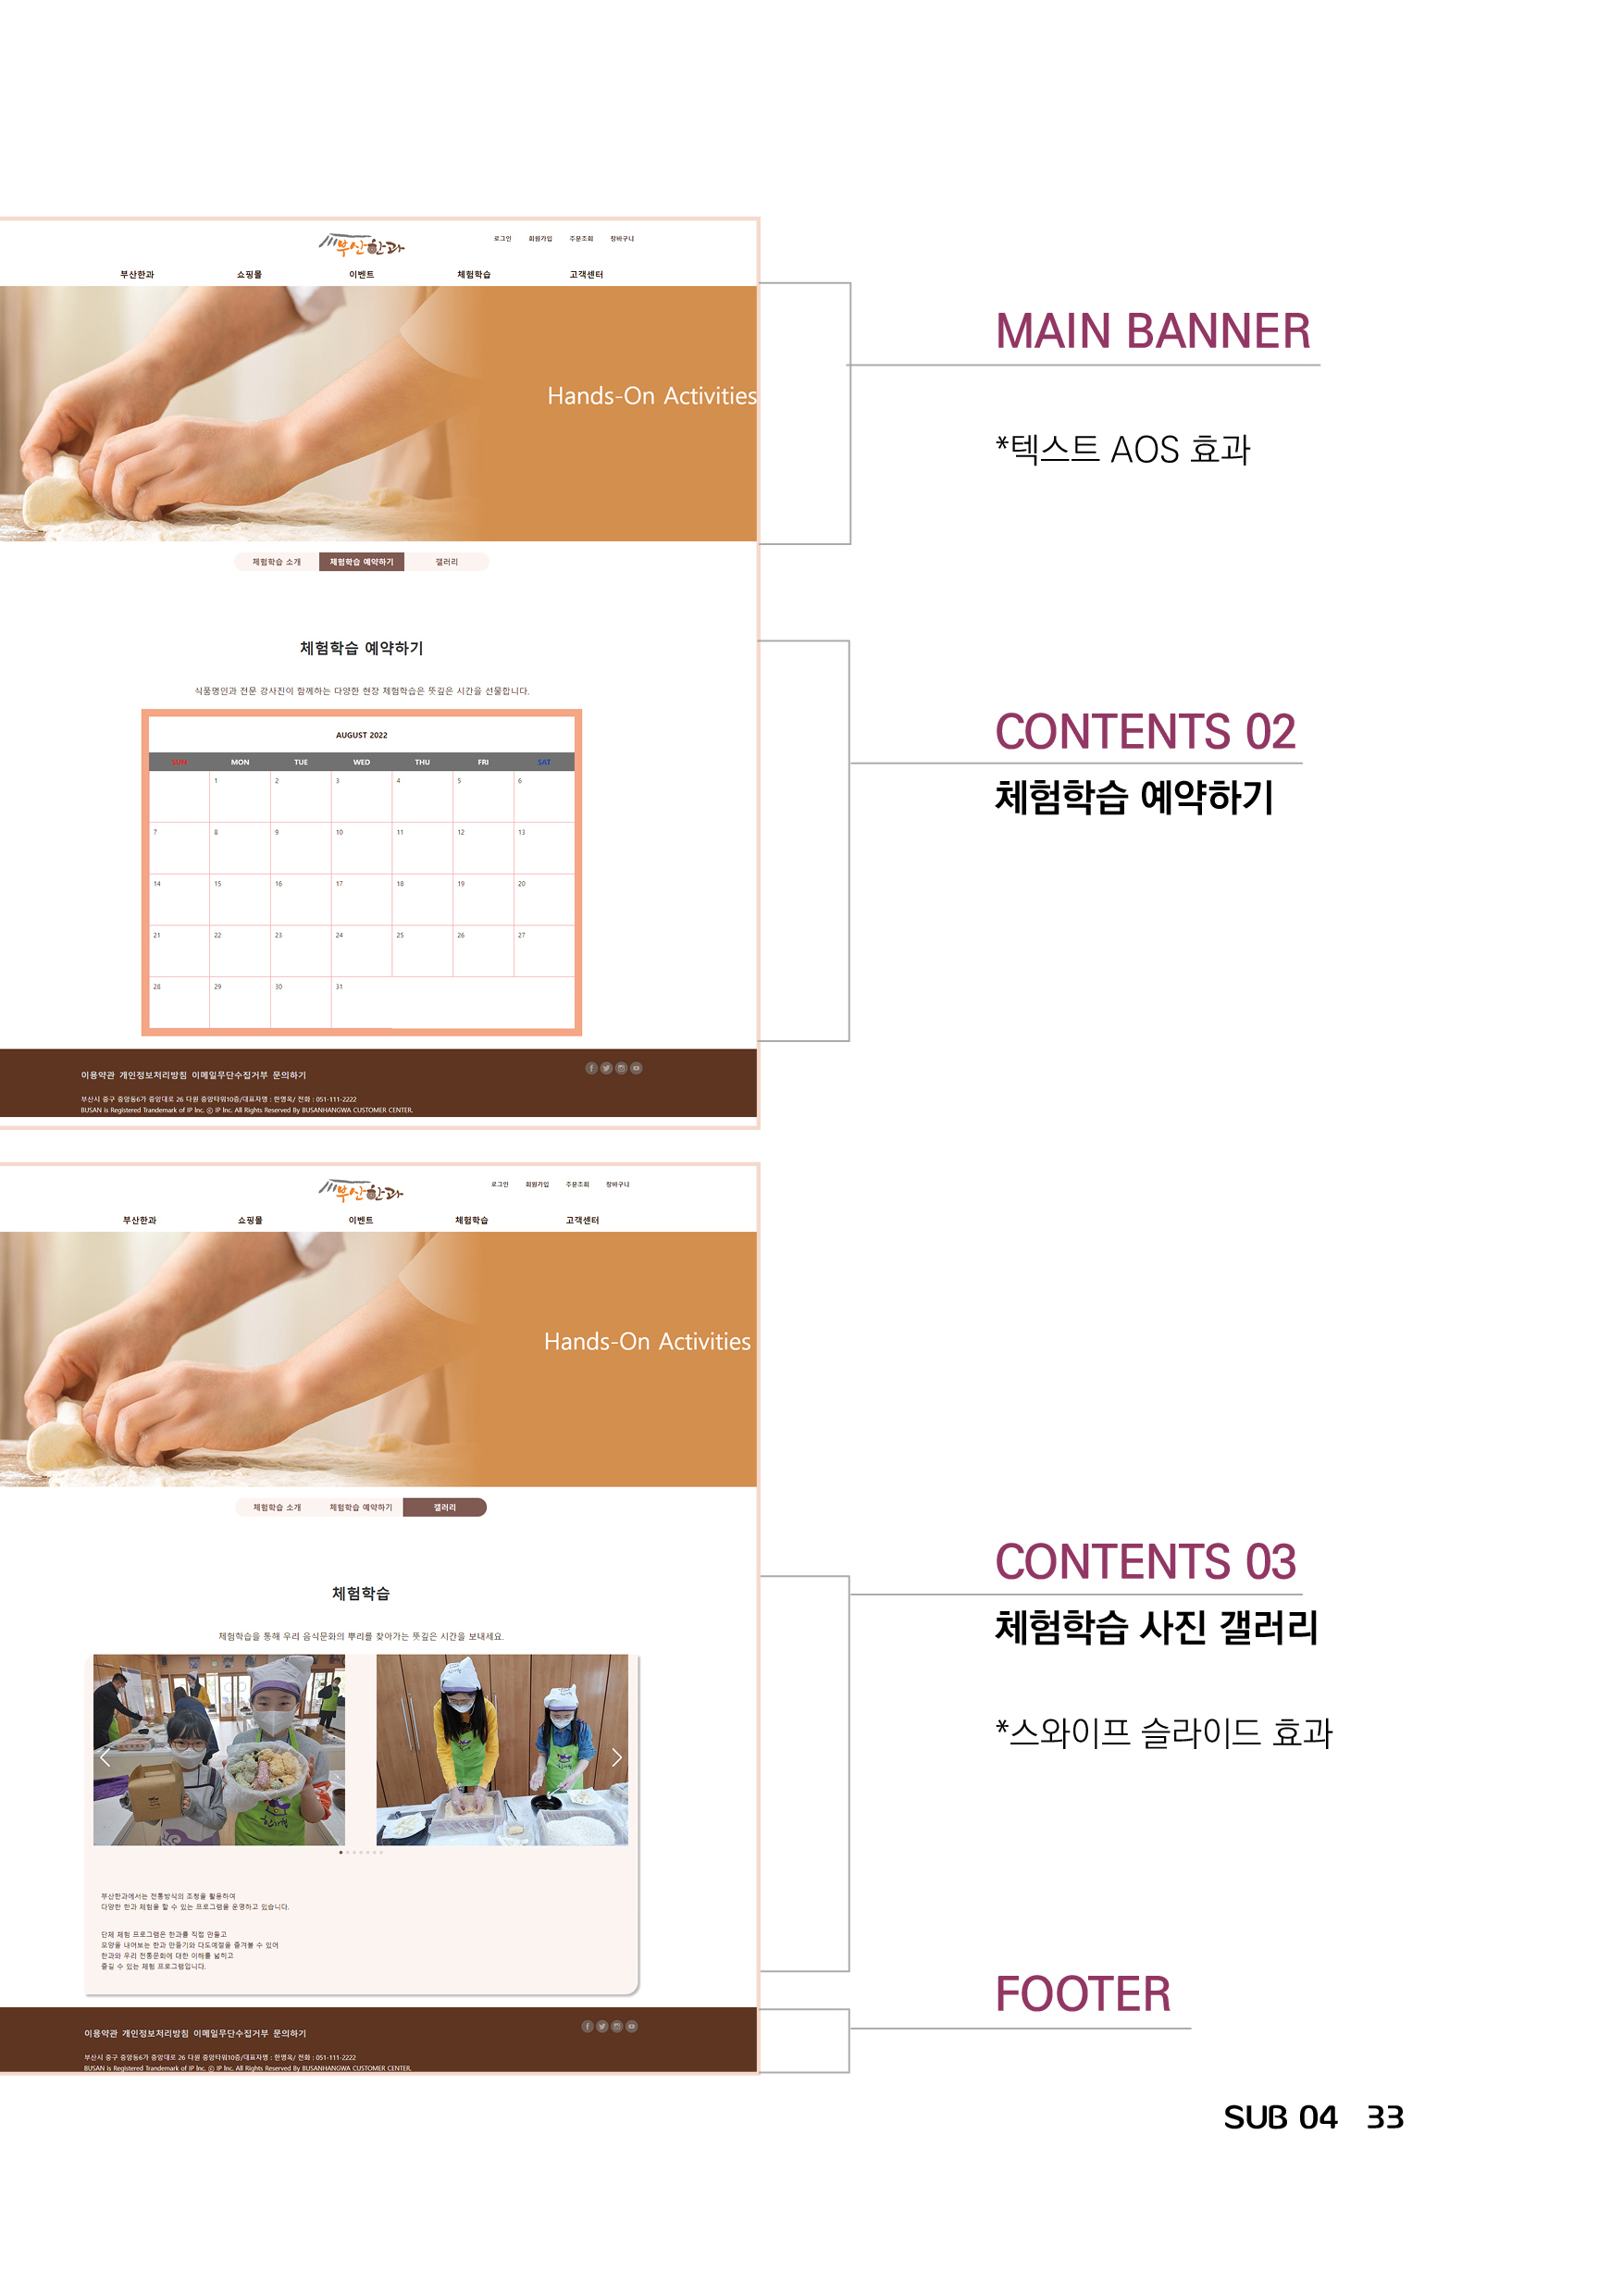 부산한과
로그인 회원가입 주문조회 장바구니
부산한과 쇼핑몰 이벤트 체험학습 고객센터
Hands-On Activities
체험학습 소개 체험학습 예약하기 갤러리
체험학습 예약하기
식품명인과 전문 강사진이 함께하는 다양한 현장 체험학습은 뜻깊은 시간을 선물합니다.
AUGUST 2022
SUN MON TUE WED THU FRI SAT
1 2 3 4 5 6
7 8 9 10 11 12 13
14 15 16 17 18 19 20
21 22 23 24 25 26 27
28 29 30 31
이용약관 개인정보처리방침 이메일무단수집거부 문의하기
부산시 중구 중앙동6가 중앙대로 26 다원 중앙타워10층/대표자명 : 한명옥/ 전화 : 051-111-2222
BUSAN is Registered Trandemark of IP Inc. ⓒ IP Inc. All Rights Reserved By BUSANHANGWA CUSTOMER CENTER.
MAIN BANNER
*텍스트 AOS 효과
CONTENTS 02
체험학습 예약하기
부산한과
로그인 회원가입 주문조회 장바구니
부산한과 쇼핑몰 이벤트 체험학습 고객센터
Hands-On Activities
체험학습 소개 체험학습 예약하기 갤러리
체험학습
체험학습을 통해 우리 음식문화의 뿌리를 찾아가는 뜻깊은 시간을 보내세요.
부산한과에서는 전통방식의 조청을 활용하여
다양한 한과 체험을 할 수 있는 프로그램을 운영하고 있습니다.
단체 체험 프로그램은 한과를 직접 만들고
모양을 내어보는 한과 만들기와 다도예절을 즐겨볼 수 있어
한과와 우리 전통문화에 대한 이해를 넓히고
즐길 수 있는 체험 프로그램입니다.
이용약관 개인정보처리방침 이메일무단수집거부 문의하기
부산시 중구 중앙동6가 중앙대로 26 다원 중앙타워10층/대표자명 : 한명옥/ 전화 : 051-111-2222
BUSAN is Registered Trandemark of IP Inc. ⓒ IP Inc. All Rights Reserved By BUSANHANGWA CUSTOMER CENTER.
CONTENTS 03
체험학습 사진 갤러리
*스와이프 슬라이드 효과
FOOTER
SUB 04 33